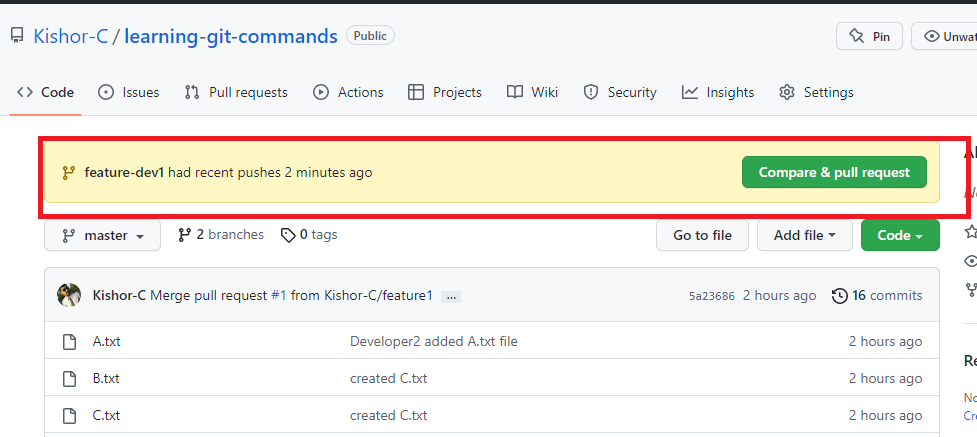 Kishor-C / learning-git-commands Public Pin Unwat
Code Issues Pull requests Actions Projects Wiki Security Insights Settings
feature-dev1 had recent pushes 2 minutes ago Compare & pull request
master 2 branches 0 tags Go to file Add file Code
Kishor-C Merge pull request #1 from Kishor-C/feature1 ... 5a23686 2 hours ago 16 commits
A.txt Developer2 added A.txt file 2 hours ago
B.txt created C.txt 2 hours ago
C.txt created C.txt 2 hours ago
Re
No
Cre